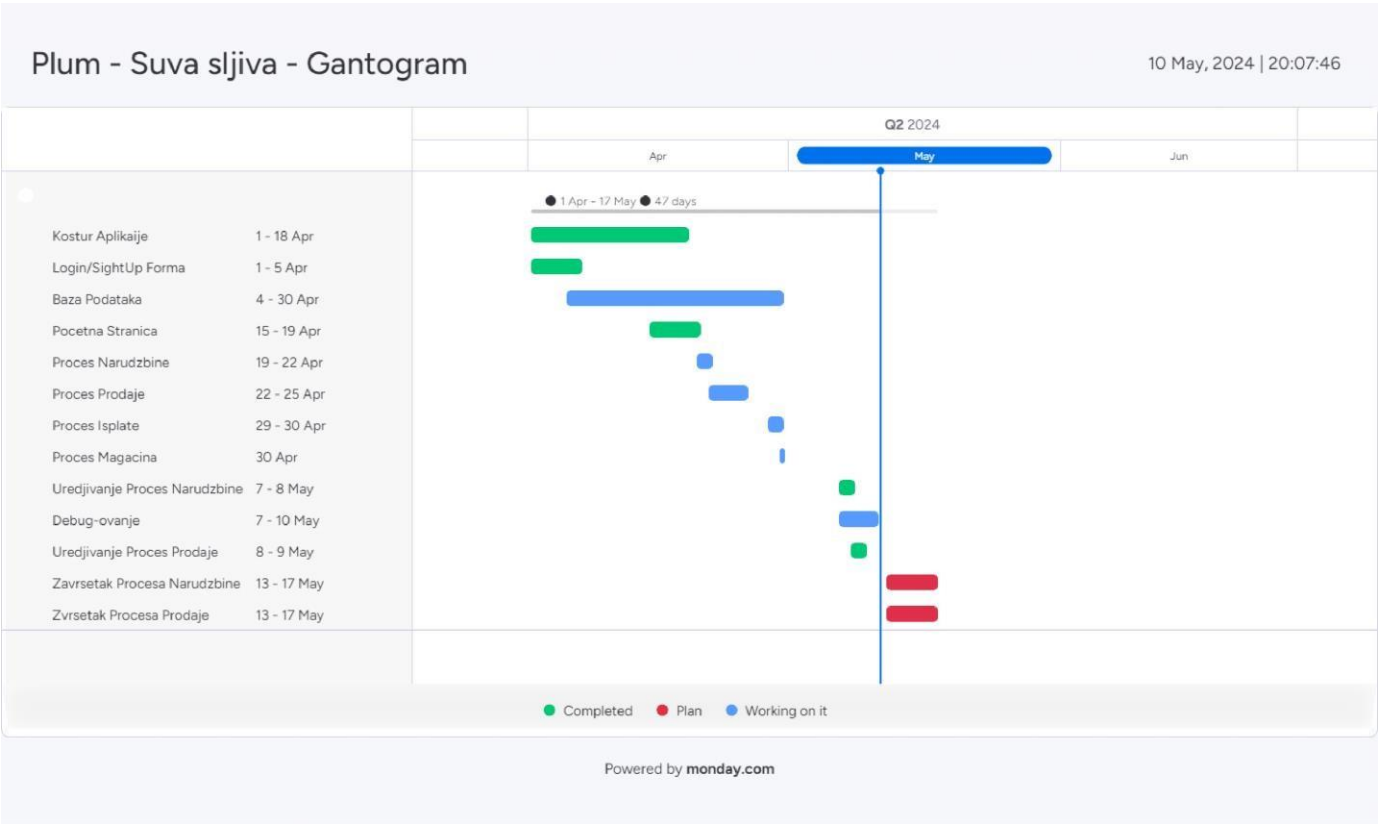 Plum - Suva sljiva - Gantogram
10 May, 2024 | 20:07:46
Q2 2024
Apr May Jun
1 Apr - 17 May 47 days
Kostur Aplikaije 1 - 18 Apr
Login/SightUp Forma 1 - 5 Apr
Baza Podataka 4 - 30 Apr
Pocetna Stranica 15 - 19 Apr
Proces Narudzbine 19 - 22 Apr
Proces Prodaje 22 - 25 Apr
Proces Isplate 29 - 30 Apr
Proces Magacina 30 Apr
Uredjivanje Proces Narudzbine 7 - 8 May
Debug-ovanje 7 - 10 May
Uredjivanje Proces Prodaje 8 - 9 May
Zavrsetak Procesa Narudzbine 13 - 17 May
Zvrsetak Procesa Prodaje 13 - 17 May
Completed Plan Working on it
Powered by monday.com